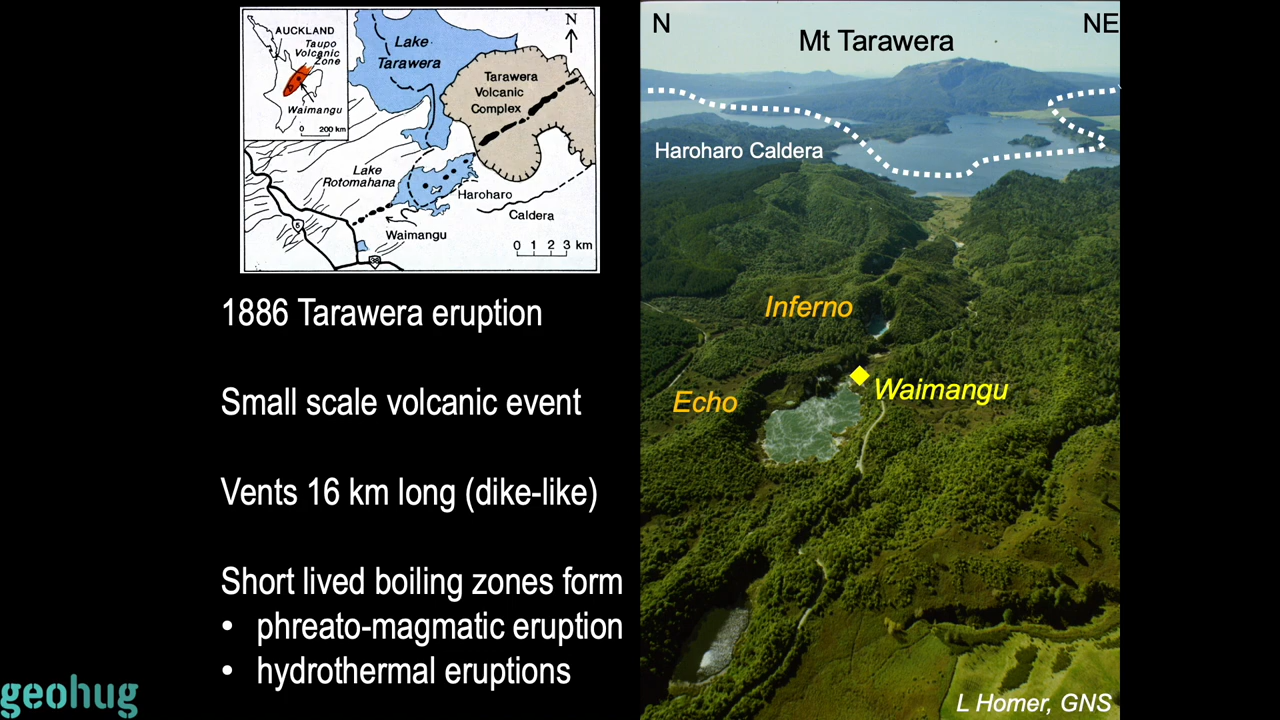 AUCKLAND
Taupo
Volcanic
Zone
Waimangu
0 200 km
N
Lake
Tarawera
Tarawera
Volcanic
Complex
Lake
Rotomahana
Haroharo
Caldera
Waimangu
5
38
0 1 2 3 km
1886 Tarawera eruption
Small scale volcanic event
Vents 16 km long (dike-like)
Short lived boiling zones form
• phreato-magmatic eruption
• hydrothermal eruptions
geohug
N
NE
Mt Tarawera
Haroharo Caldera
Inferno
Echo
Waimangu
L Homer, GNS